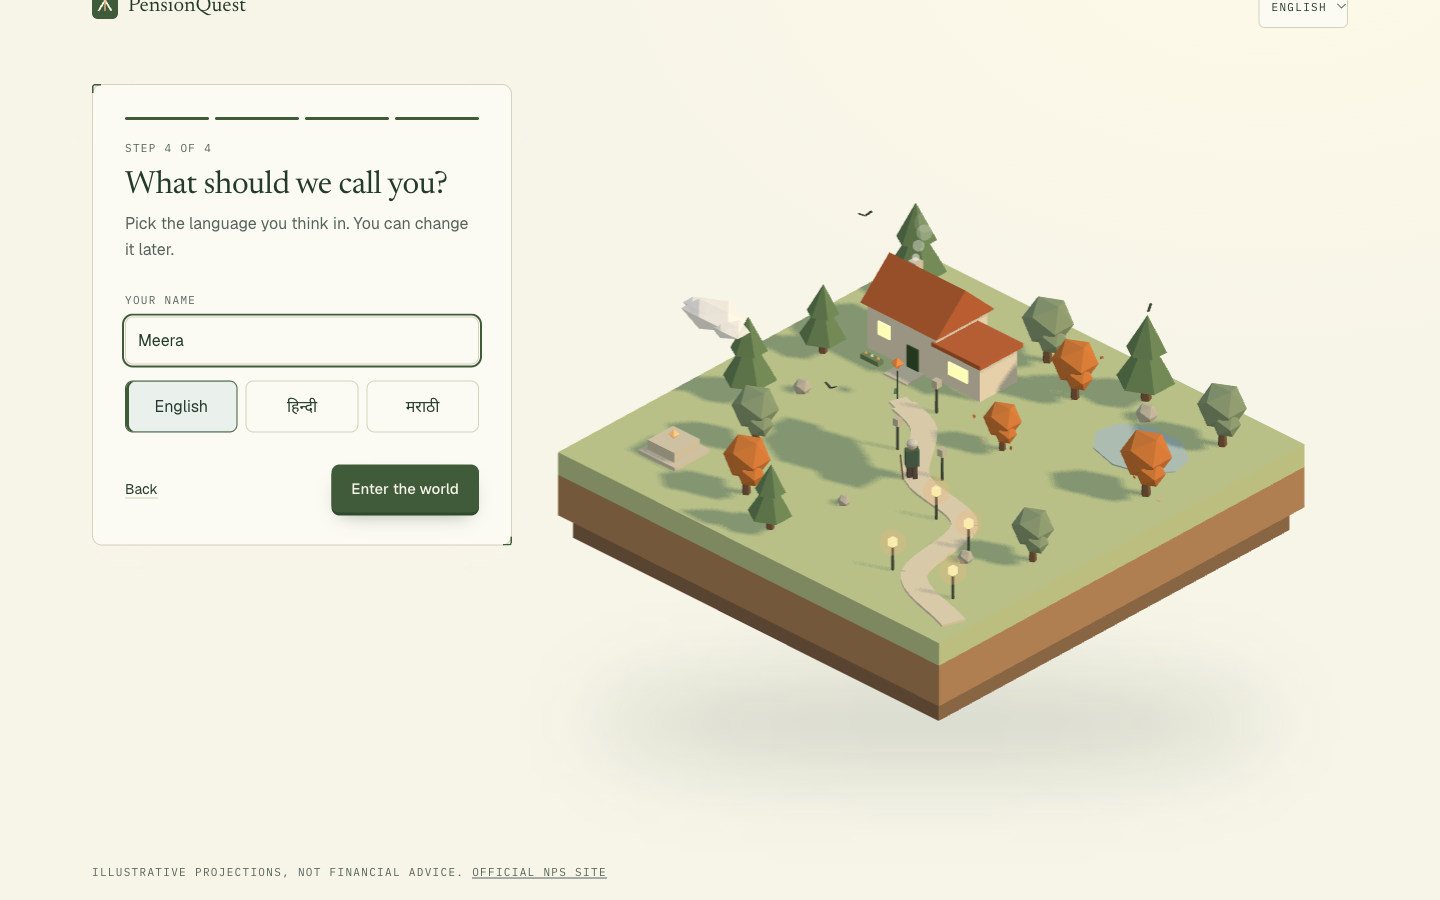 PensionQuest
ENGLISH
STEP 4 OF 4
What should we call you?
Pick the language you think in. You can change
it later.
YOUR NAME
Meera
English
हिन्दी
मराठी
Back
Enter the world
ILLUSTRATIVE PROJECTIONS, NOT FINANCIAL ADVICE. OFFICIAL NPS SITE